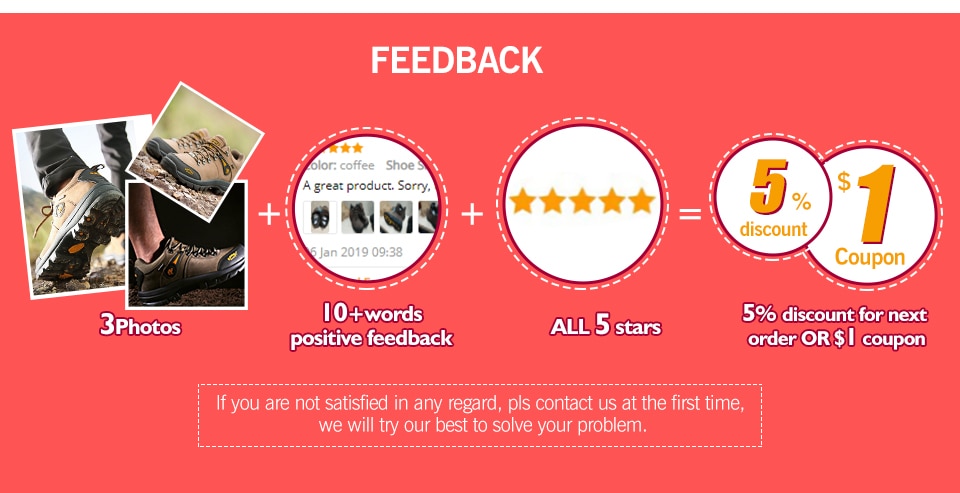 FEEDBACK
color: coffee Shoe
A great product. Sorry,
Jan 2019 09:38
+
+
=
5%
discount
$1
Coupon
3Photos
10+words
positive feedback
ALL 5 stars
5% discount for next
order OR $1 coupon
If you are not satisfied in any regard, pls contact us at the first time,
we will try our best to solve your problem.